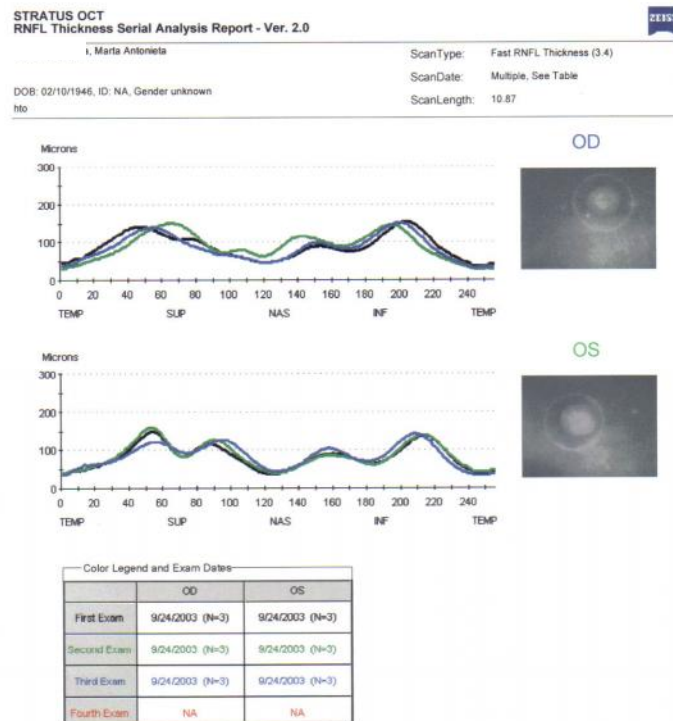 STRATUS OCT
RNFL Thickness Serial Analysis Report - Ver. 2.0
ZEISS
, Marta Antonieta
DOB: 02/10/1946, ID: NA, Gender unknown
hto
ScanType: Fast RNFL Thickness (3.4)
ScanDate: Multiple, See Table
ScanLength: 10.87
Microns
OD
300
200
100
0
0 20 40 60 80 100 120 140 160 180 200 220 240
TEMP SUP NAS INF TEMP
Microns
OS
300
200
100
0
0 20 40 60 80 100 120 140 160 180 200 220 240
TEMP SUP NAS INF TEMP
Color Legend and Exam Dates
OD OS
First Exam 9/24/2003 (N=3) 9/24/2003 (N=3)
Second Exam 9/24/2003 (N=3) 9/24/2003 (N=3)
Third Exam 9/24/2003 (N=3) 9/24/2003 (N=3)
Fourth Exam NA NA